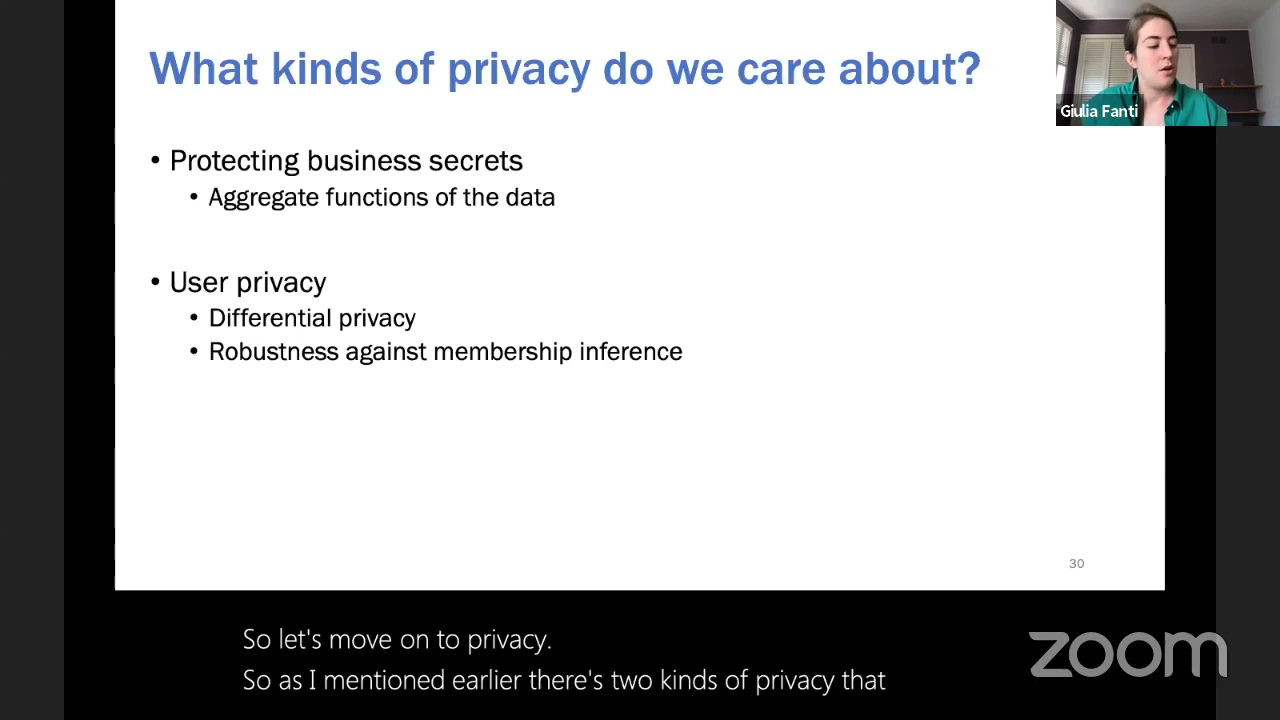 What kinds of privacy do we care about?
Giulia Fanti
• Protecting business secrets
• Aggregate functions of the data
• User privacy
• Differential privacy
• Robustness against membership inference
30
So let's move on to privacy.
So as I mentioned earlier there's two kinds of privacy that
zoom